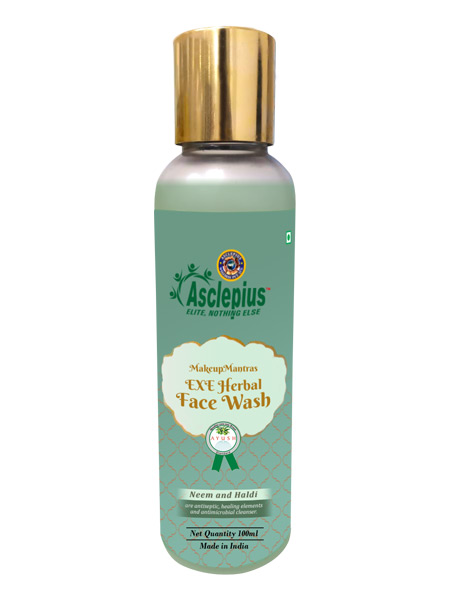 Asclepius™
ELITE, NOTHING ELSE
MakeupMantras
EXE Herbal
Face Wash
AYUSH
Neem and Haldi
are antiseptic, healing elements
and antimicrobial cleanser.
Net Quantity 100ml
Made in India